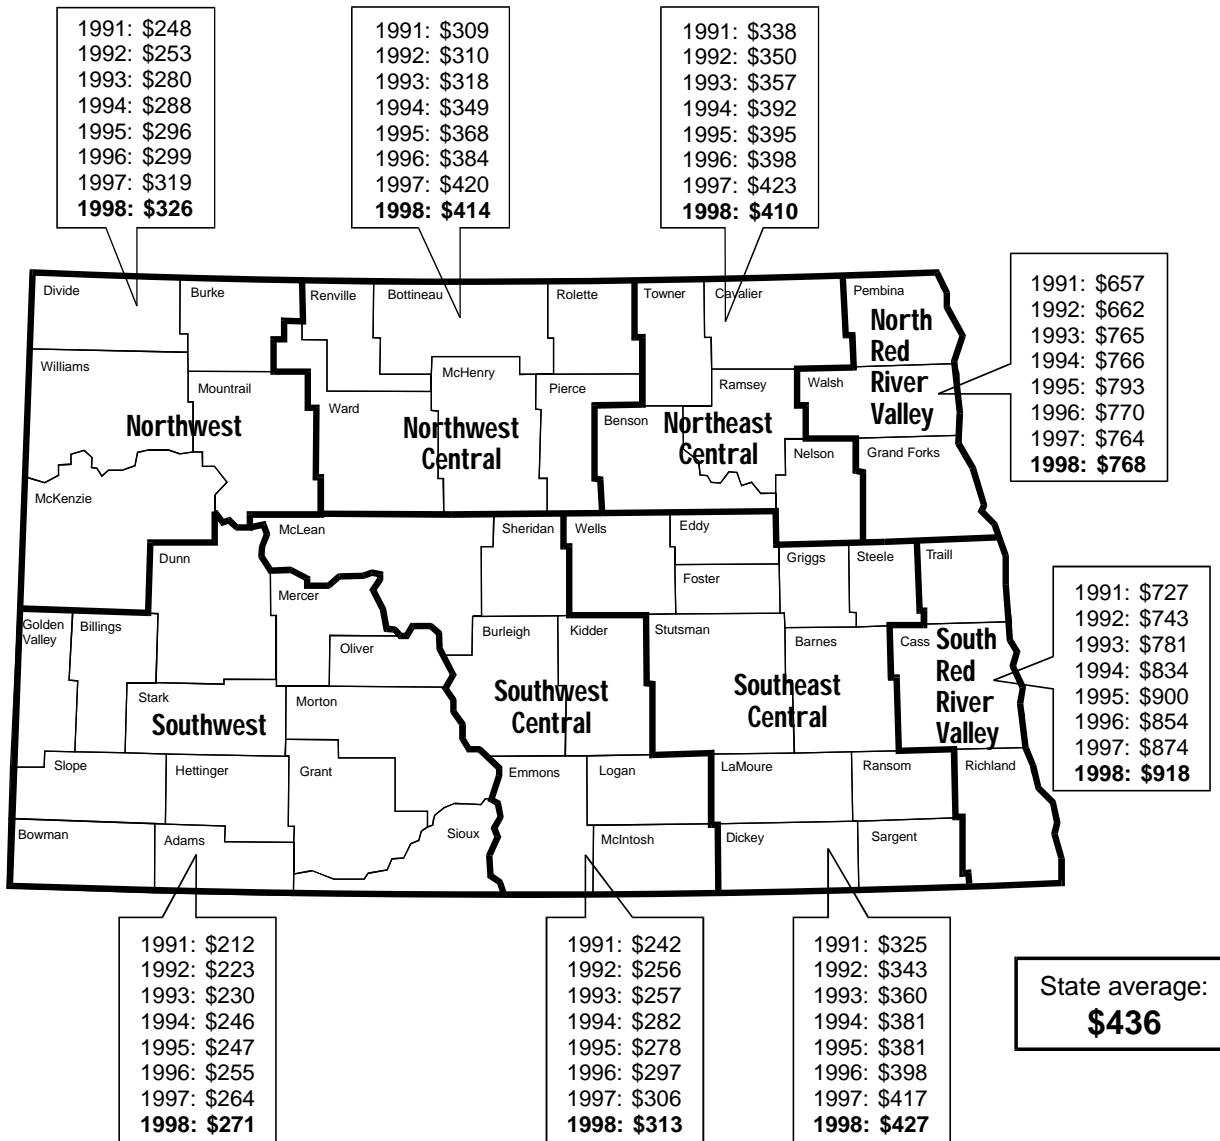 1991: $248
1992: $253
1993: $280
1994: $288
1995: $296
1996: $299
1997: $319
1998: $326
1991: $309
1992: $310
1993: $318
1994: $349
1995: $368
1996: $384
1997: $420
1998: $414
1991: $338
1992: $350
1993: $357
1994: $392
1995: $395
1996: $398
1997: $423
1998: $410
1991: $657
1992: $662
1993: $765
1994: $766
1995: $793
1996: $770
1997: $764
1998: $768
Divide
Burke
Renville
Bottineau
Rolette
Towner
Cavalier
Pembina
North
Red
River
Valley
Williams
Mountrail
McHenry
Pierce
Ramsey
Walsh
Ward
Benson
Northwest
Northwest
Central
Northeast
Central
Nelson
Grand Forks
McKenzie
McLean
Sheridan
Wells
Eddy
Dunn
Griggs
Steele
Traill
Foster
Mercer
Golden
Valley
Billings
Oliver
Burleigh
Kidder
Stutsman
Barnes
Cass
South
Red
River
Valley
Stark
Morton
Southwest
Southwest
Central
Southeast
Central
1991: $727
1992: $743
1993: $781
1994: $834
1995: $900
1996: $854
1997: $874
1998: $918
Slope
Hettinger
Grant
Emmons
Logan
LaMoure
Ransom
Richland
Bowman
Adams
Sioux
McIntosh
Dickey
Sargent
1991: $212
1992: $223
1993: $230
1994: $246
1995: $247
1996: $255
1997: $264
1998: $271
1991: $242
1992: $256
1993: $257
1994: $282
1995: $278
1996: $297
1997: $306
1998: $313
1991: $325
1992: $343
1993: $360
1994: $381
1995: $381
1996: $398
1997: $417
1998: $427
State average:
$436